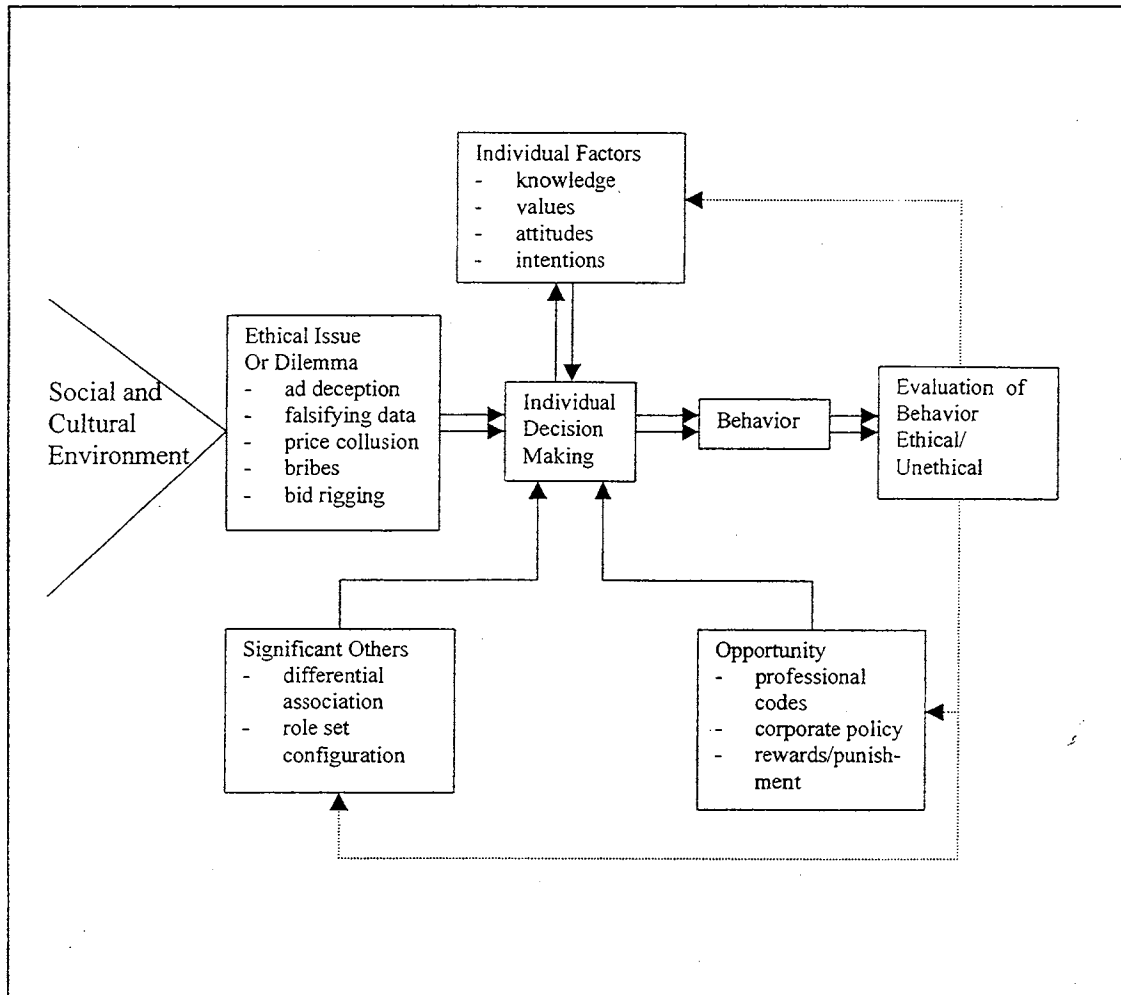 Individual Factors
- knowledge
- values
- attitudes
- intentions
Social and
Cultural
Environment
Ethical Issue
Or Dilemma
- ad deception
- falsifying data
- price collusion
- bribes
- bid rigging
Individual
Decision
Making
Behavior
Evaluation of
Behavior
Ethical/
Unethical
Significant Others
- differential
association
- role set
configuration
Opportunity
- professional
codes
- corporate policy
- rewards/punish-
ment